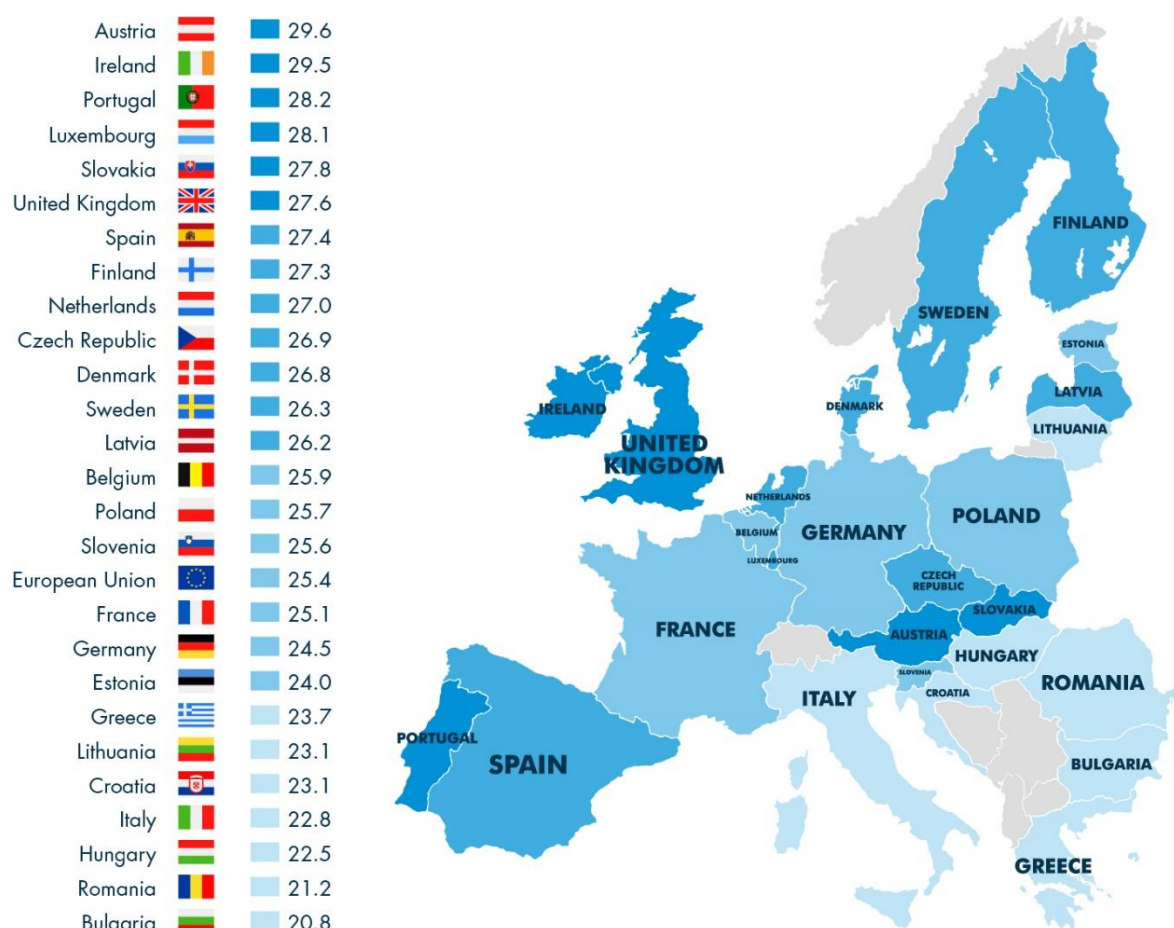 Austria 29.6
Ireland 29.5
Portugal 28.2
Luxembourg 28.1
Slovakia 27.8
United Kingdom 27.6
Spain 27.4
Finland 27.3
Netherlands 27.0
Czech Republic 26.9
Denmark 26.8
Sweden 26.3
Latvia 26.2
Belgium 25.9
Poland 25.7
Slovenia 25.6
European Union 25.4
France 25.1
Germany 24.5
Estonia 24.0
Greece 23.7
Lithuania 23.1
Croatia 23.1
Italy 22.8
Hungary 22.5
Romania 21.2
Bulgaria 20.8
FINLAND
SWEDEN
ESTONIA
LATVIA
LITHUANIA
DENMARK
IRELAND
UNITED
KINGDOM
NETHERLANDS
BELGIUM
LUXEMBOURG
GERMANY
POLAND
CZECH
REPUBLIC
SLOVAKIA
AUSTRIA
FRANCE
HUNGARY
SLOVENIA
ROMANIA
CROATIA
ITALY
PORTUGAL
SPAIN
BULGARIA
GREECE